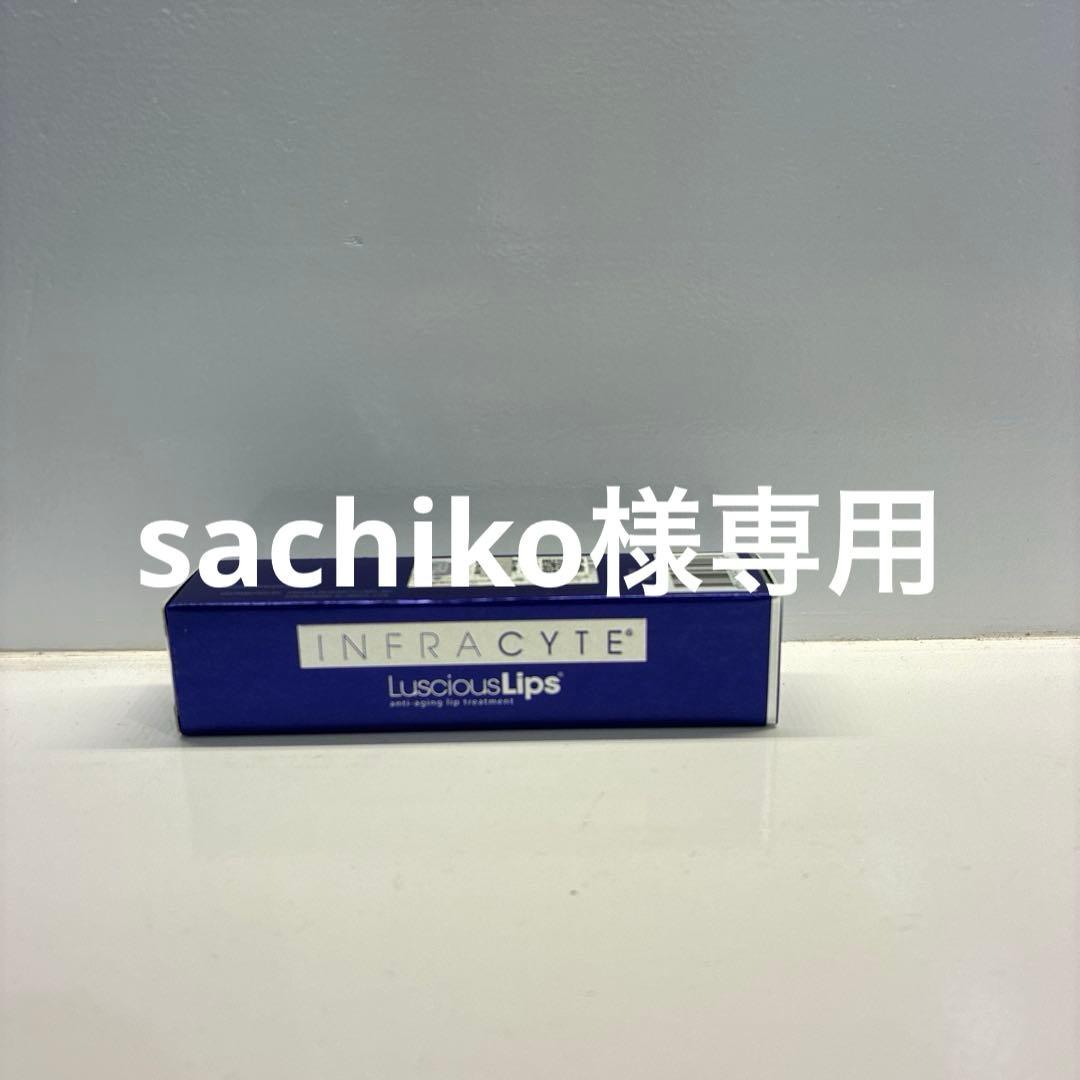 sachiko様専用
INFRACYTE®
LusciousLips®
anti-aging lip treatment